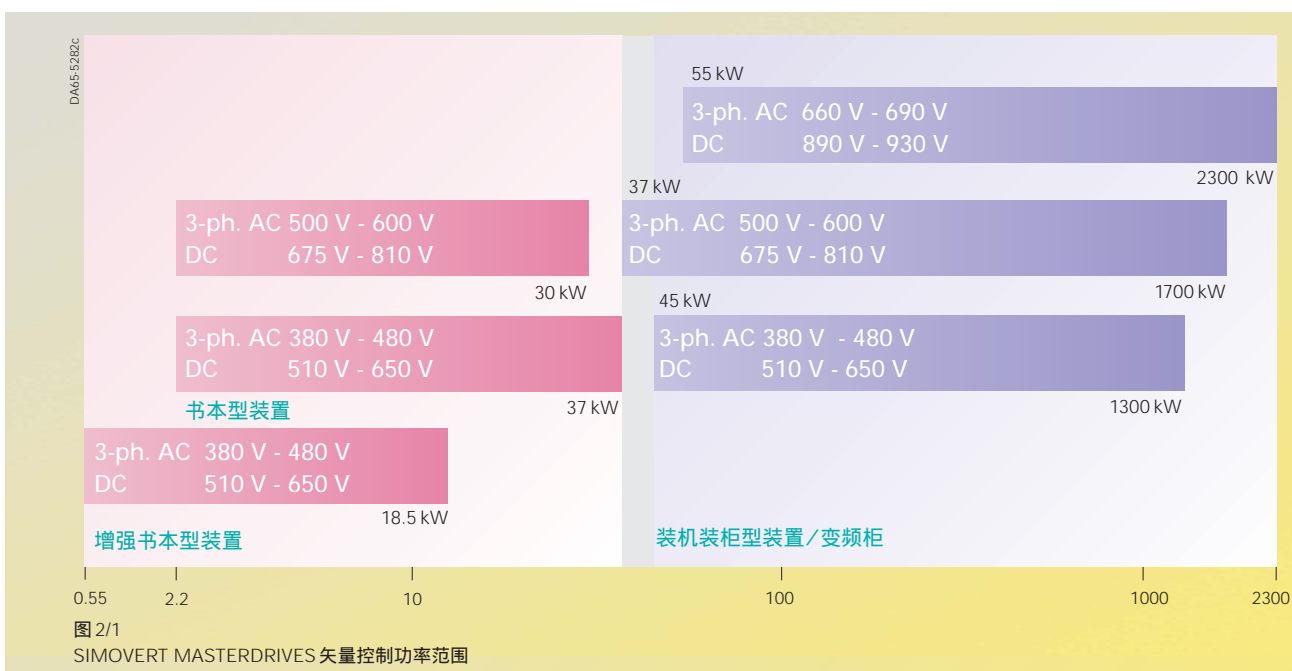 DA65-5282c
55 kW
3-ph. AC 660 V - 690 V
DC 890 V - 930 V
2300 kW
37 kW
3-ph. AC 500 V - 600 V
DC 675 V - 810 V
30 kW
3-ph. AC 500 V - 600 V
DC 675 V - 810 V
1700 kW
45 kW
3-ph. AC 380 V - 480 V
DC 510 V - 650 V
书本型装置
37 kW
3-ph. AC 380 V - 480 V
DC 510 V - 650 V
1300 kW
3-ph. AC 380 V - 480 V
DC 510 V - 650 V
18.5 kW
增强书本型装置
装机装柜型装置/变频柜
0.55
2.2
10
100
1000
2300
图 2/1
SIMOVERT MASTERDRIVES 矢量控制功率范围